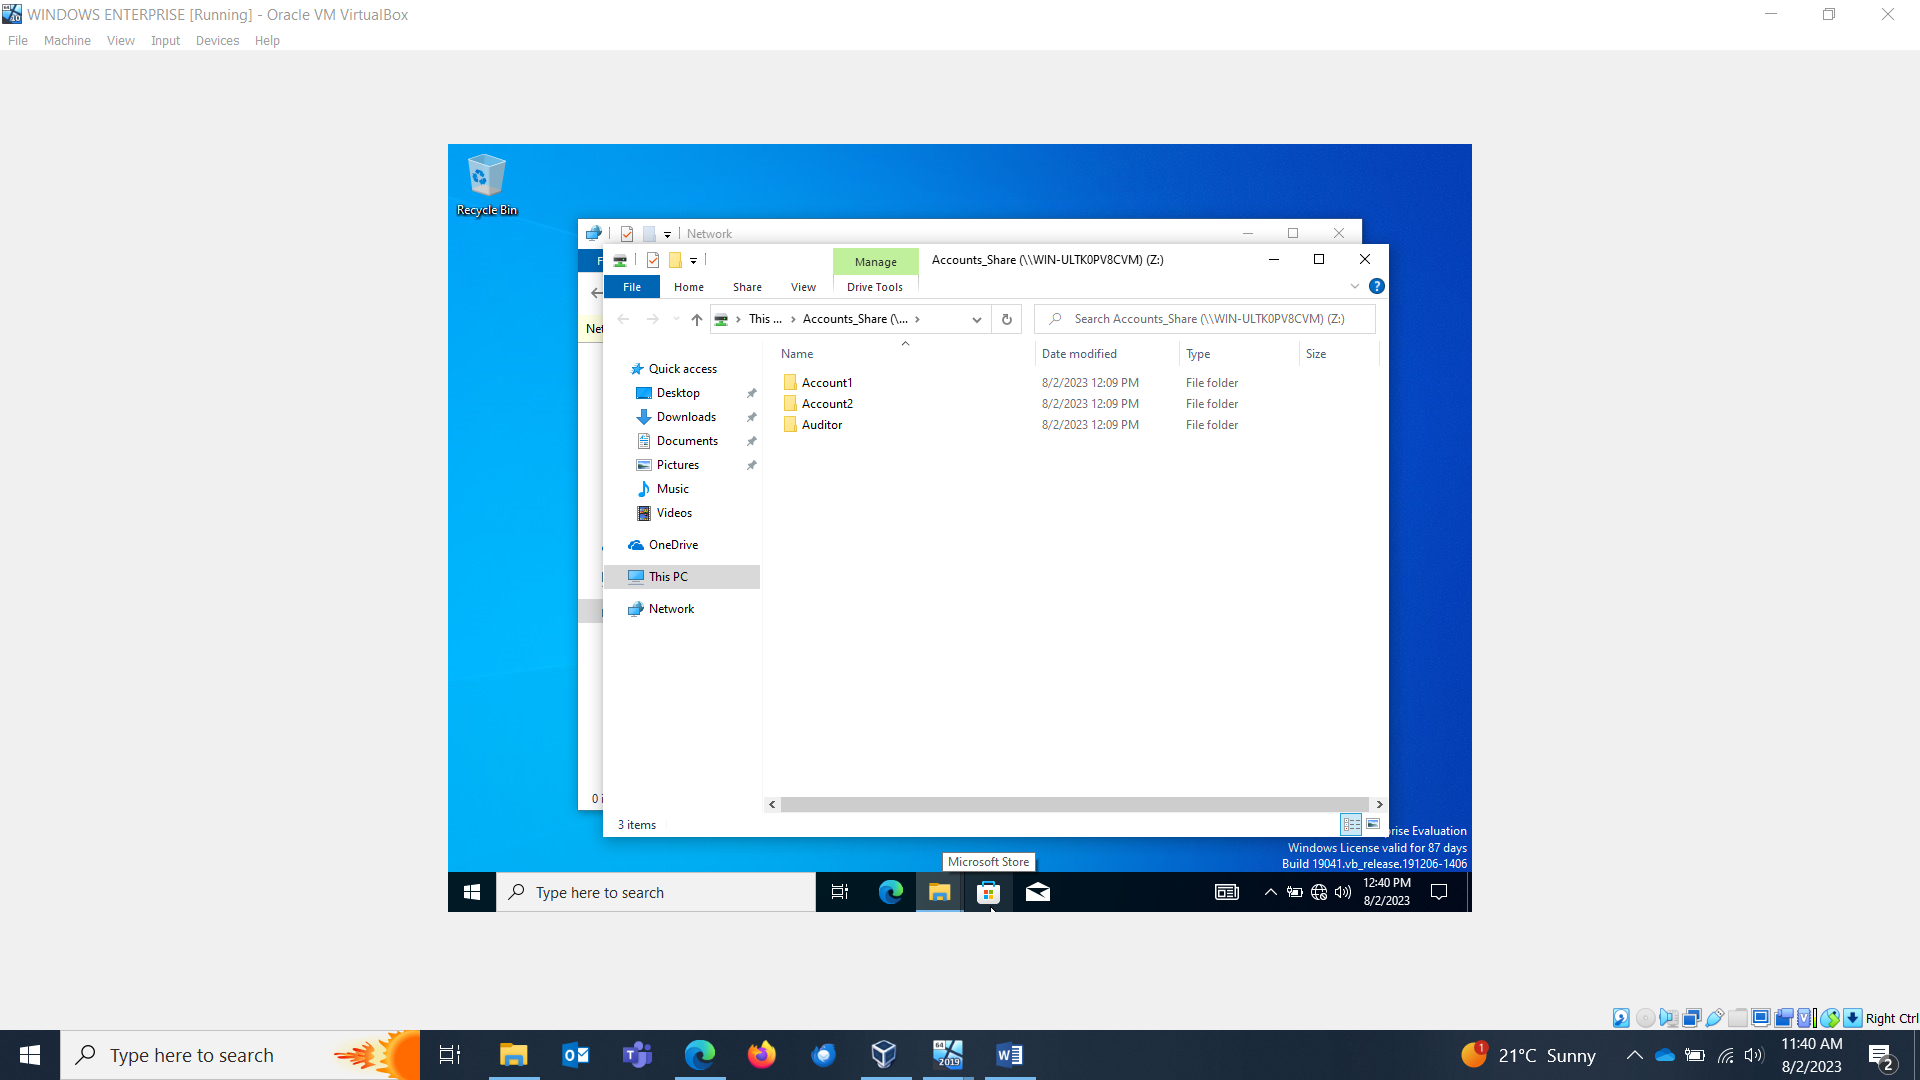 WINDOWS ENTERPRISE [Running] - Oracle VM VirtualBox
File Machine View Input Devices Help
Recycle Bin
Network
Manage Accounts_Share (\\WIN-ULTK0PV8CVM) (Z:)
File Home Share View Drive Tools
This ... Accounts_Share (\... Search Accounts_Share (\\WIN-ULTK0PV8CVM) (Z:)
Name Date modified Type Size
Quick access
Desktop
Downloads
Documents
Pictures
Music
Videos
OneDrive
This PC
Network
Account1 8/2/2023 12:09 PM File folder
Account2 8/2/2023 12:09 PM File folder
Auditor 8/2/2023 12:09 PM File folder
3 items
Evaluation
Windows License valid for 87 days
Build 19041.vb_release.191206-1406
Microsoft Store
Type here to search
12:40 PM
8/2/2023
Right Ctrl
Type here to search
2019
1
21°C Sunny
11:40 AM
8/2/2023
2